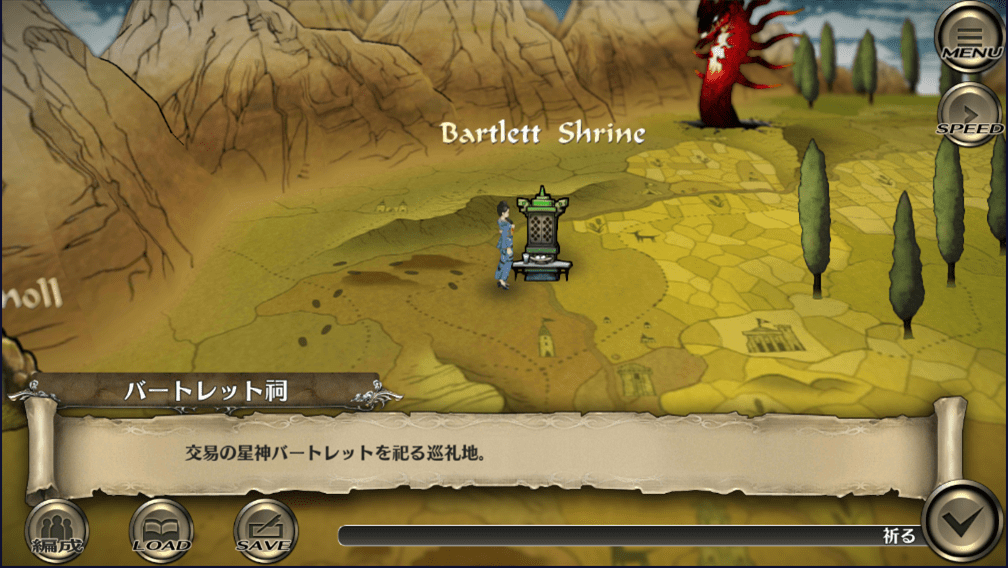 MENU
SPEED
Bartlett Shrine
noll
バートレット祠
交易の星神バートレットを祀る巡礼地。
編成
LOAD
SAVE
祈る